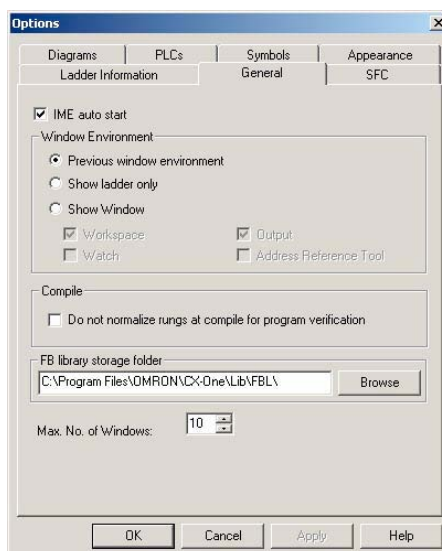 Options
Diagrams PLCs Symbols Appearance
Ladder Information General SFC
IME auto start
Window Environment
Previous window environment
Show ladder only
Show Window
Workspace Output
Watch Address Reference Tool
Compile
Do not normalize rungs at compile for program verification
FB library storage folder
C:\Program Files\OMRON\CX-One\Lib\FBL\ Browse
Max. No. of Windows: 10
OK Cancel Apply Help